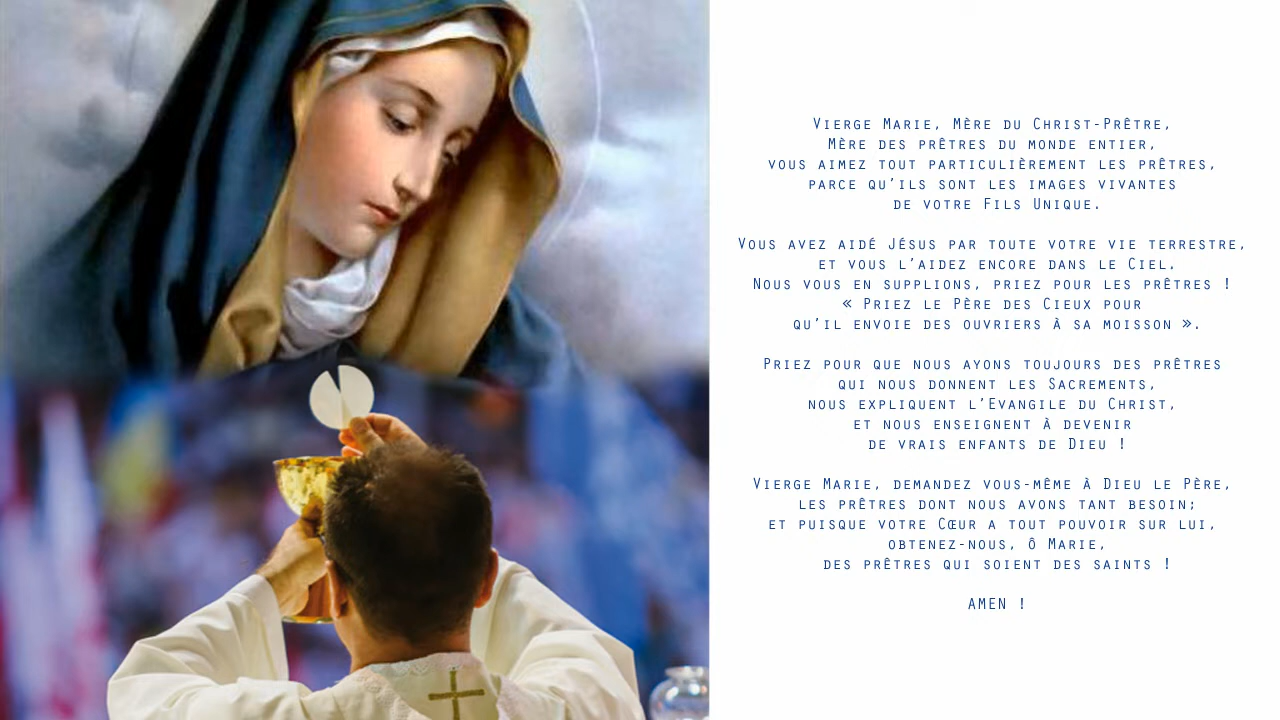 Vierge Marie, Mère du Christ-Prêtre,
Mère des prêtres du monde entier,
vous aimez tout particulièrement les prêtres,
parce qu’ils sont les images vivantes
de votre Fils Unique.
Vous avez aidé Jésus par toute votre vie terrestre,
et vous l’aidez encore dans le Ciel.
Nous vous en supplions, priez pour les prêtres !
« Priez le Père des Cieux pour
qu’il envoie des ouvriers à sa moisson ».
Priez pour que nous ayons toujours des prêtres
qui nous donnent les Sacrements,
nous expliquent l’Evangile du Christ,
et nous enseignent à devenir
de vrais enfants de Dieu !
Vierge Marie, demandez vous-même à Dieu le Père,
les prêtres dont nous avons tant besoin;
et puisque votre Cœur a tout pouvoir sur lui,
obtenez-nous, ô Marie,
des prêtres qui soient des saints !
AMEN !